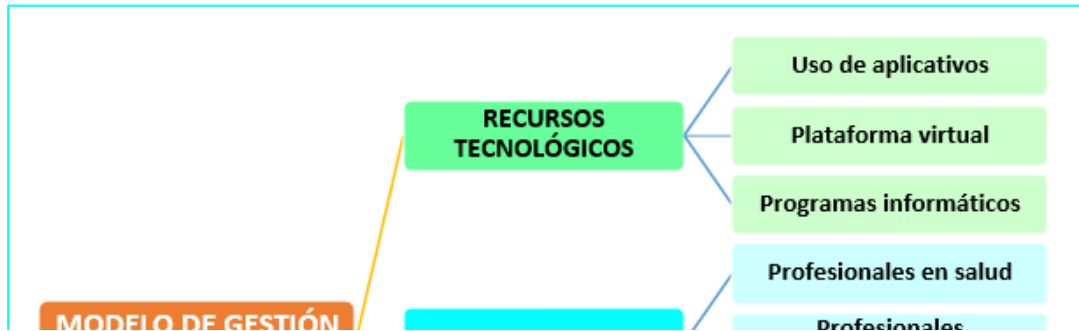 Uso de aplicativos
RECURSOS
TECNOLÓGICOS
Plataforma virtual
Programas informáticos
Profesionales en salud
MODELO DE GESTIÓN
Profesionales